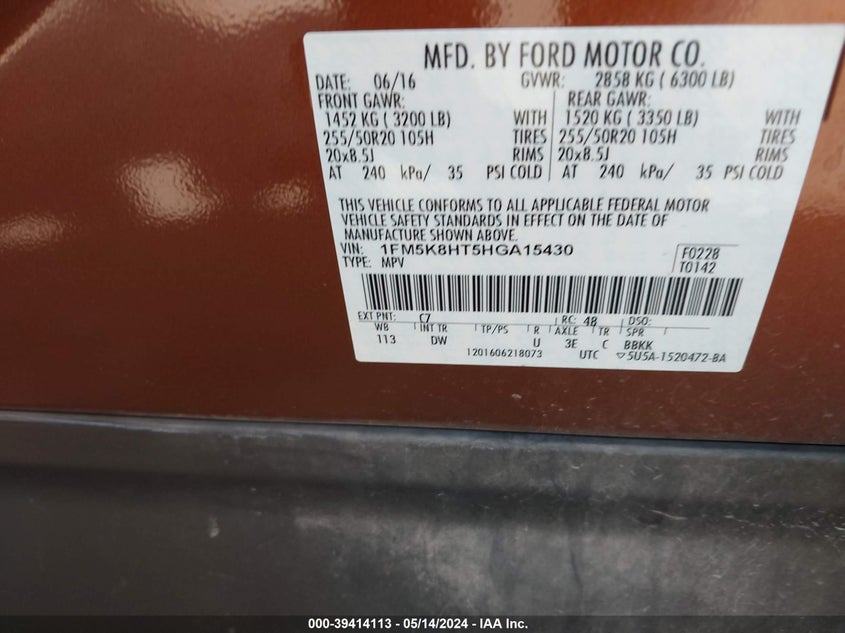 MFD. BY FORD MOTOR CO.
DATE: 06/16 GVWR: 2858 KG ( 6300 LB)
FRONT GAWR: REAR GAWR:
1452 KG ( 3200 LB) WITH 1520 KG ( 3350 LB) WITH
255/50R20 105H TIRES 255/50R20 105H TIRES
20x8.5J RIMS 20x8.5J RIMS
AT 240 kPa/ 35 PSI COLD AT 240 kPa/ 35 PSI COLD
THIS VEHICLE CONFORMS TO ALL APPLICABLE FEDERAL MOTOR
VEHICLE SAFETY STANDARDS IN EFFECT ON THE DATE OF
MANUFACTURE SHOWN ABOVE.
VIN: 1FM5K8HT5HGA15430 F0228
TYPE: MPV T0142
EXT PNT: C7 RC: 48 DSO:
WB INT TR TP/PS R AXLE TR SPR
113 DW U 3E C BBKK
1201606218073 UTC ▽5U5A-1520472-BA
000-39414113 / 05/14/2024 - IAA Inc.